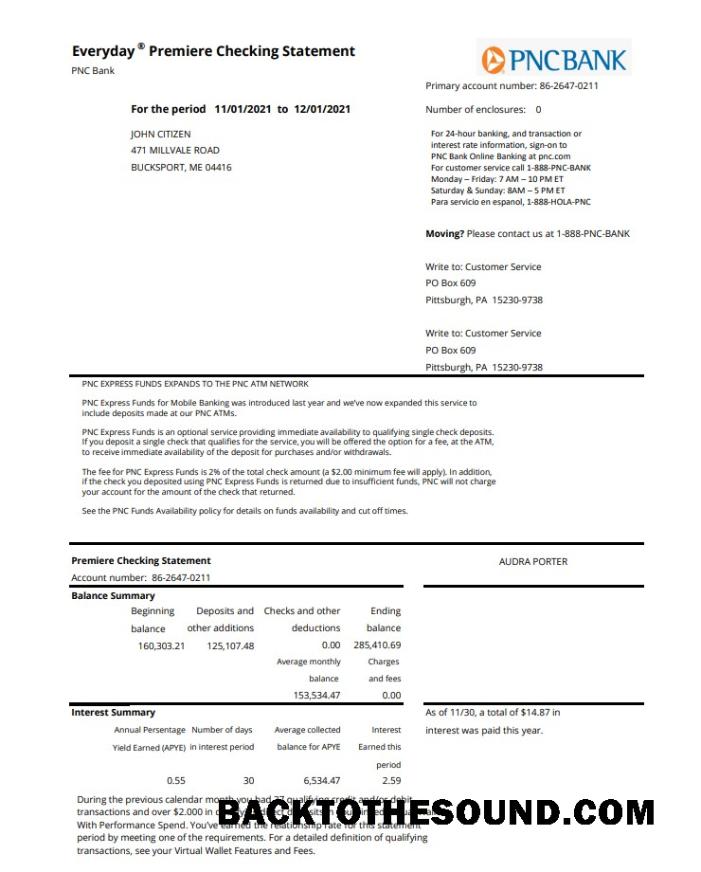 Everyday ® Premiere Checking Statement
PNC Bank
PNCBANK
Primary account number: 86-2647-0211
For the period 11/01/2021 to 12/01/2021
Number of enclosures: 0
JOHN CITIZEN
471 MILLVALE ROAD
BUCKSPORT, ME 04416
For 24-hour banking, and transaction or
interest rate information, sign-on to
PNC Bank Online Banking at pnc.com
For customer service call 1-888-PNC-BANK
Monday – Friday: 7 AM – 10 PM ET
Saturday & Sunday: 8AM – 5 PM ET
Para servicio en espanol, 1-888-HOLA-PNC
Moving? Please contact us at 1-888-PNC-BANK
Write to: Customer Service
PO Box 609
Pittsburgh, PA 15230-9738
Write to: Customer Service
PO Box 609
Pittsburgh, PA 15230-9738
PNC EXPRESS FUNDS EXPANDS TO THE PNC ATM NETWORK
PNC Express Funds for Mobile Banking was introduced last year and we've now expanded this service to
include deposits made at our PNC ATMs.
PNC Express Funds is an optional service providing immediate availability to qualifying single check deposits.
If you deposit a single check that qualifies for the service, you will be offered the option for a fee, at the ATM,
to receive immediate availability of the deposit for purchases and/or withdrawals.
The fee for PNC Express Funds is 2% of the total check amount (a $2.00 minimum fee will apply). In addition,
if the check you deposited using PNC Express Funds is returned due to insufficient funds, PNC will not charge
your account for the amount of the check that returned.
See the PNC Funds Availability policy for details on funds availability and cut off times.
Premiere Checking Statement
AUDRA PORTER
Account number: 86-2647-0211
Balance Summary
Beginning Deposits and Checks and other Ending
balance other additions deductions balance
160,303.21 125,107.48 0.00 285,410.69
Average monthly Charges
balance and fees
153,534.47 0.00
Interest Summary
As of 11/30, a total of $14.87 in
interest was paid this year.
Annual Persentage Number of days Average collected Interest
Yield Earned (APYE) in interest period balance for APYE Earned this
period
0.55 30 6,534.47 2.59
During the previous calendar month you had 27 qualifying credit and/or debit
transactions and over $2.000 in
BACKTOTHESOUND.COM
With Performance Spend. You've earned the relationship rate for this statement
period by meeting one of the requirements. For a detailed definition of qualifying
transactions, see your Virtual Wallet Features and Fees.